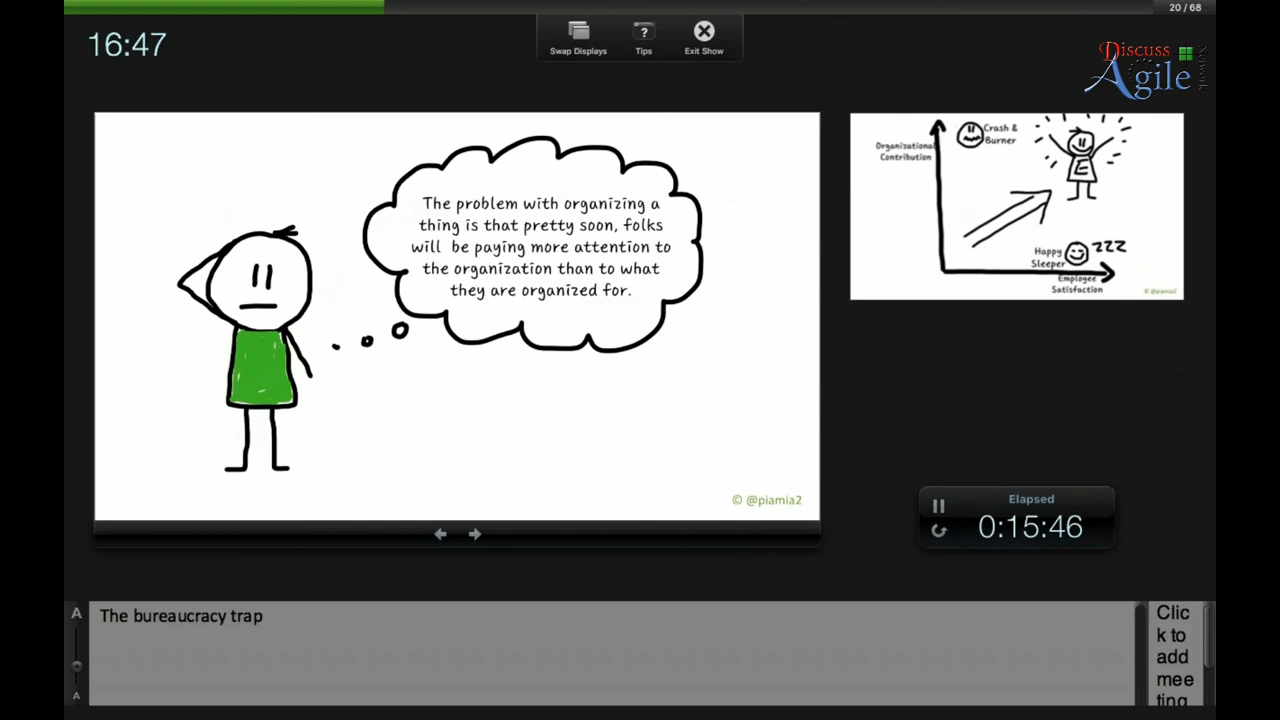 20 / 68
16:47
Swap Displays
?
Tips
Exit Show
Discuss
Agile
The problem with organizing a
thing is that pretty soon, folks
will be paying more attention to
the organization than to what
they are organized for.
© @piamia2
Organizational
Contribution
Crash &
Burner
E
Happy
Sleeper
zzz
Employee
Satisfaction
© @piamia2
Elapsed
0:15:46
A
The bureaucracy trap
A
Clic
k to
add
mee
ting